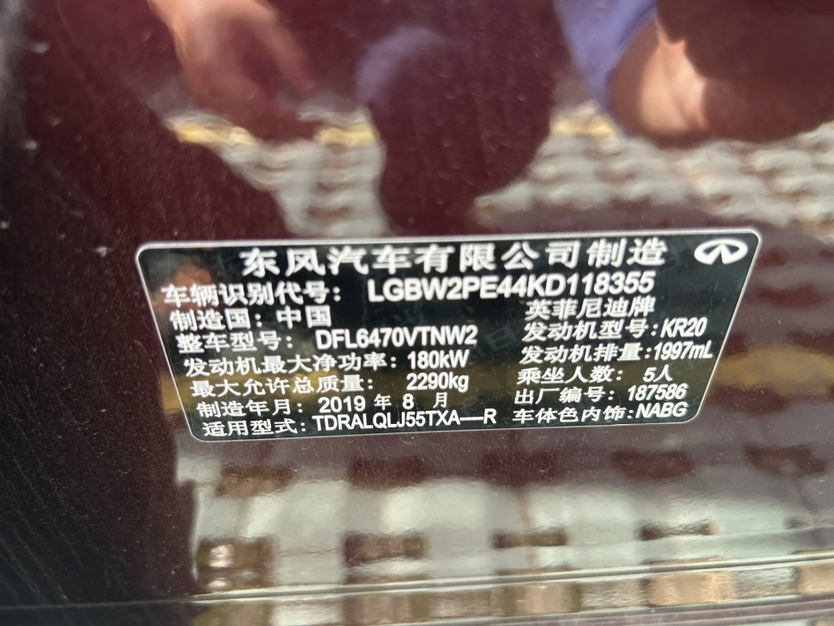 东风汽车有限公司制造
车辆识别代号: LGBW2PE44KD118355
制造国: 中国 英菲尼迪牌
整车型号: DFL6470VTNW2 发动机型号: KR20
发动机最大净功率: 180kW 发动机排量: 1997mL
最大允许总质量: 2290kg 乘坐人数: 5人
制造年月: 2019 年 8 月 出厂编号: 187586
适用型式: TDRALQLJ55TXA----R 车体色内饰: NABG